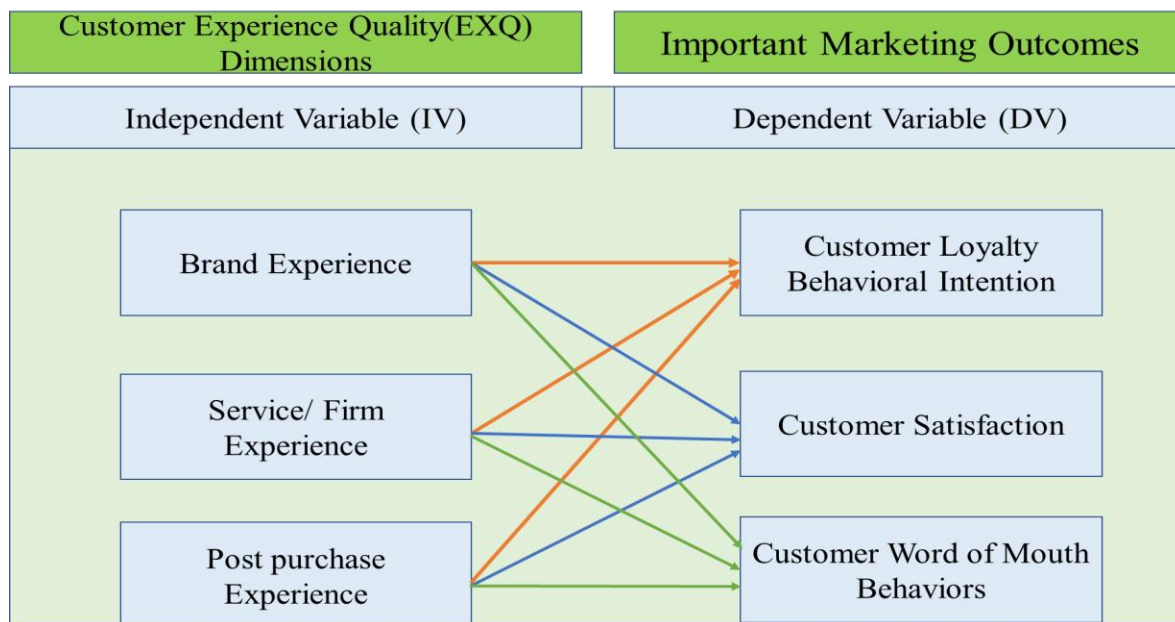 Customer Experience Quality(EXQ)
Dimensions
Important Marketing Outcomes
Independent Variable (IV)
Dependent Variable (DV)
Brand Experience
Customer Loyalty
Behavioral Intention
Service/ Firm
Experience
Customer Satisfaction
Post purchase
Experience
Customer Word of Mouth
Behaviors